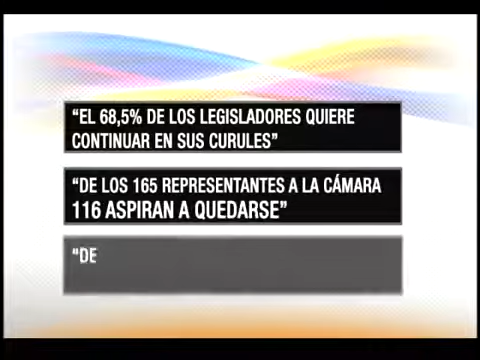 “EL 68,5% DE LOS LEGISLADORES QUIERE
CONTINUAR EN SUS CURULES”
“DE LOS 165 REPRESENTANTES A LA CÁMARA
116 ASPIRAN A QUEDARSE”
“DE